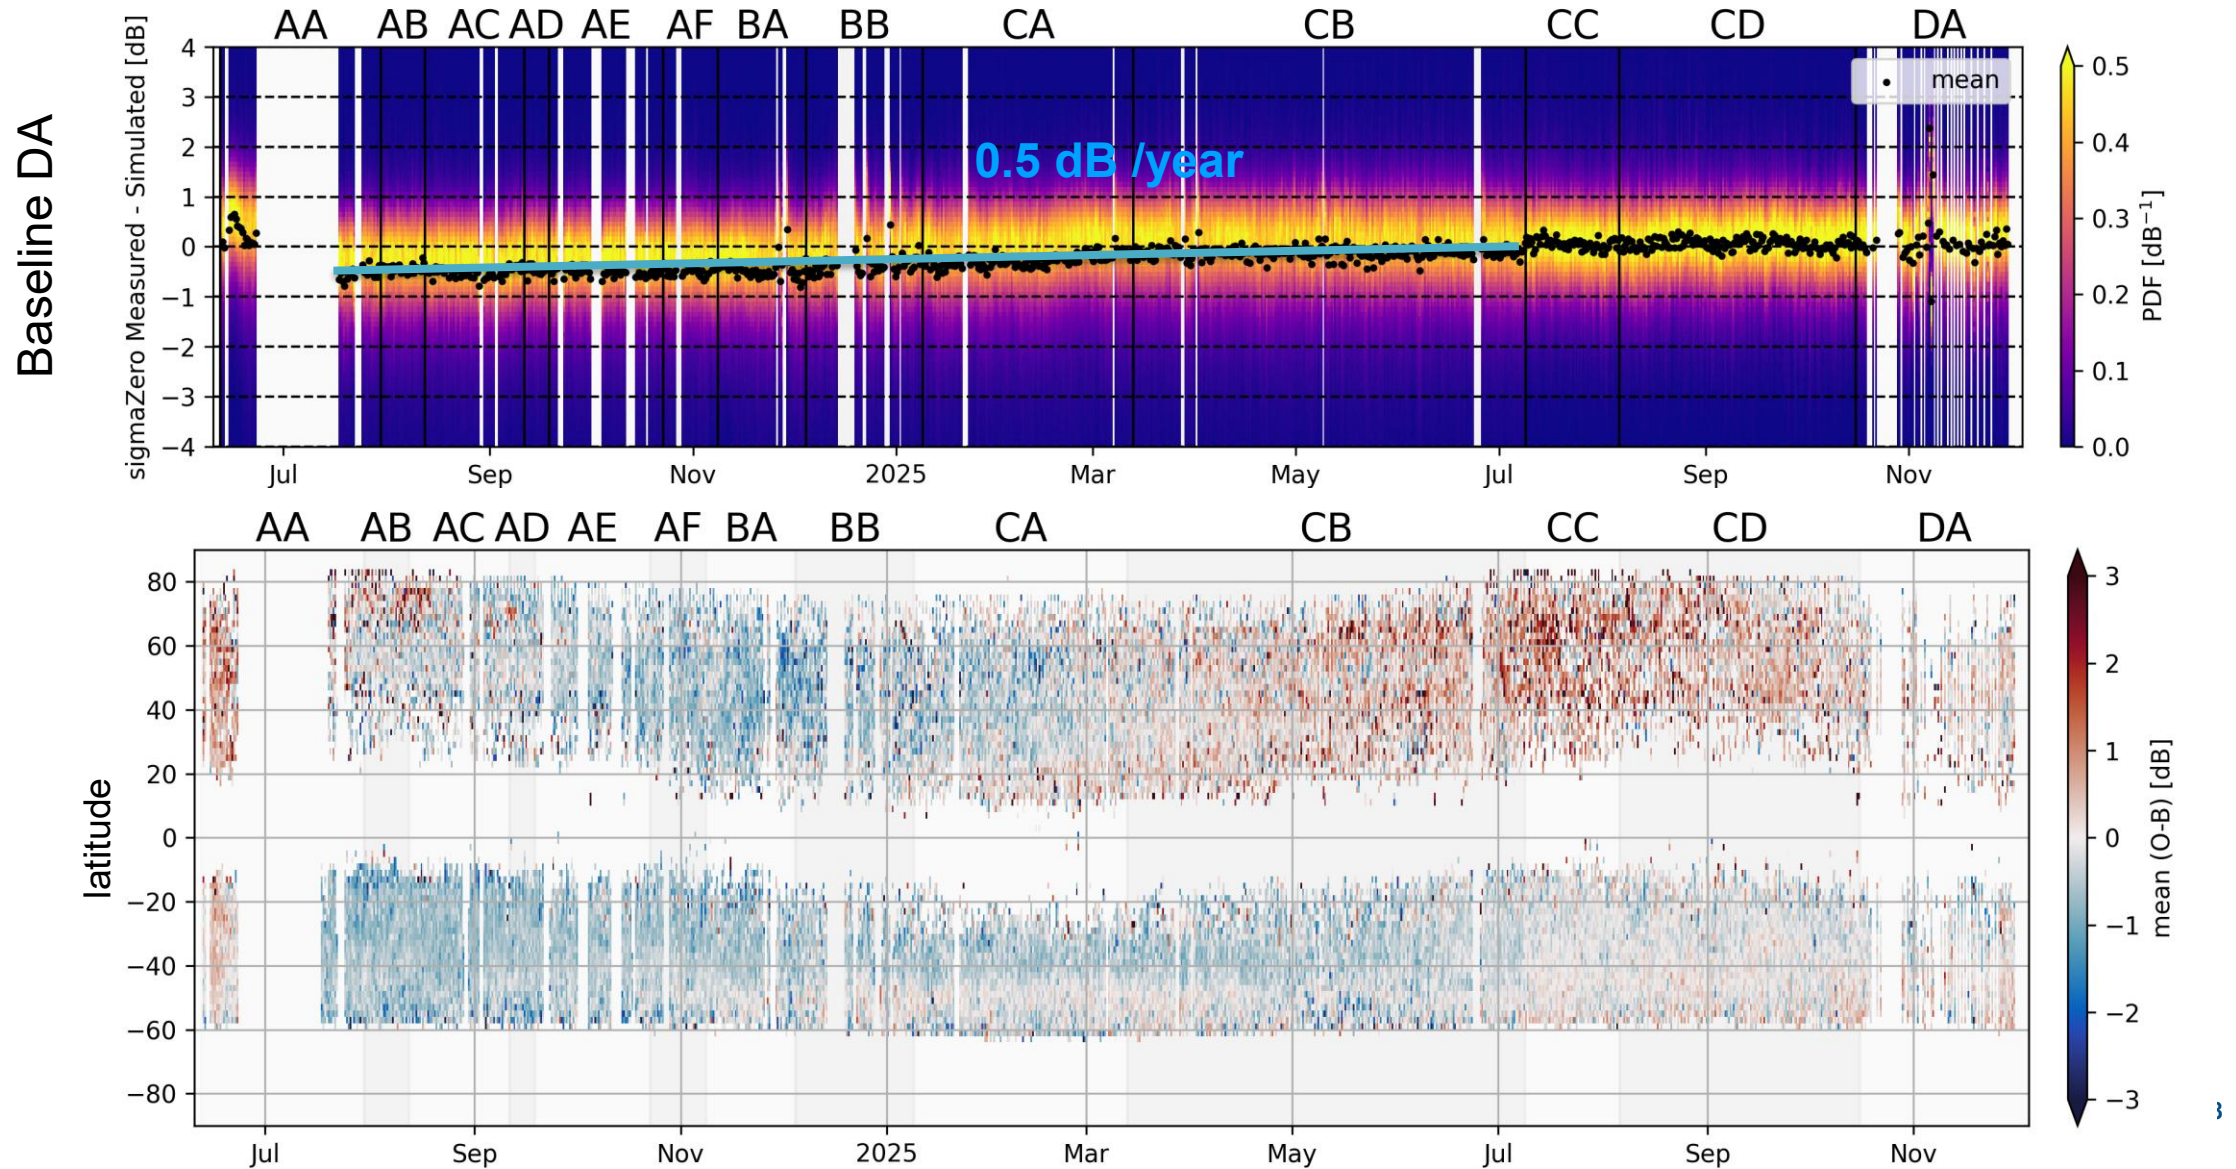 Baseline DA
AA AB AC AD AE AF BA BB CA CB CC CD DA
sigmaZero Measured - Simulated [dB]
4
3
2
1
0
−1
−2
−3
−4
mean
0.5 dB /year
Jul Sep Nov 2025 Mar May Jul Sep Nov
0.5
0.4
0.3
0.2
0.1
0.0
PDF [dB⁻¹]
AA AB AC AD AE AF BA BB CA CB CC CD DA
latitude
80
60
40
20
0
−20
−40
−60
−80
Jul Sep Nov 2025 Mar May Jul Sep Nov
3
2
1
0
−1
−2
−3
mean (O-B) [dB]